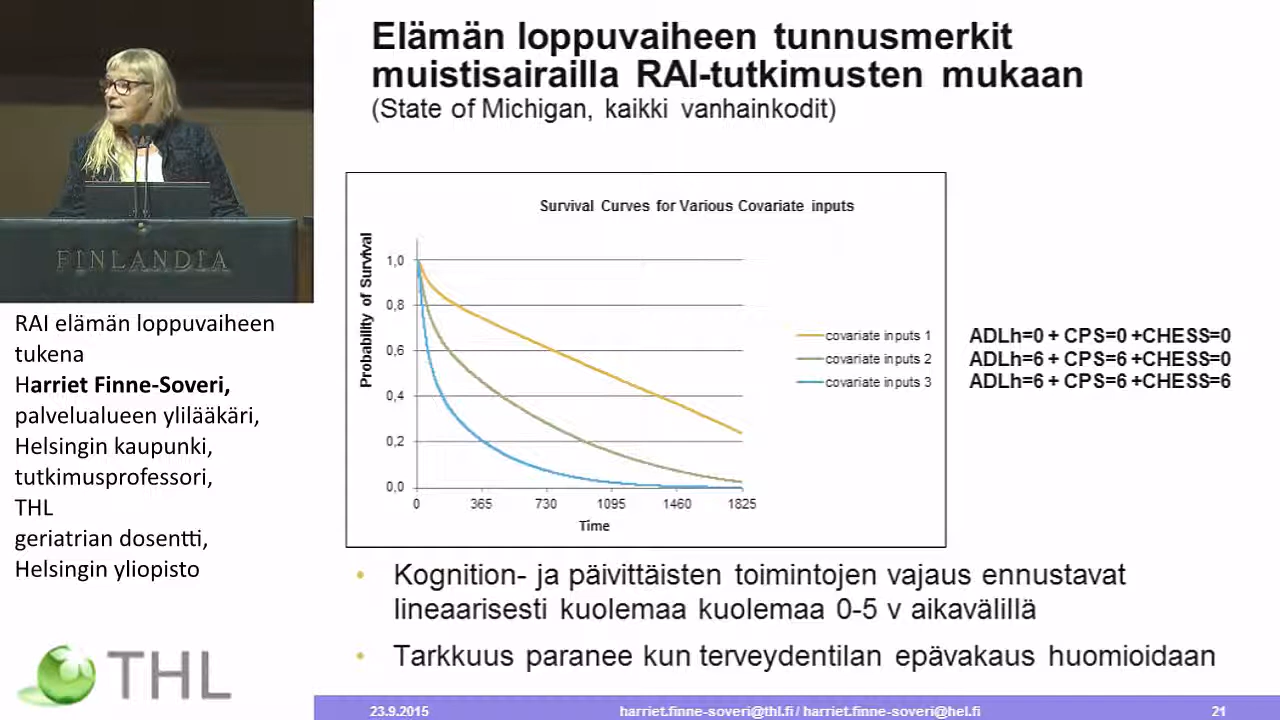 Elämän loppuvaiheen tunnusmerkit
muistisairailla RAI-tutkimusten mukaan
(State of Michigan, kaikki vanhainkodit)
FINLANDIA
RAI elämän loppuvaiheen
tukena
Harriet Finne-Soveri,
palvelualueen ylilääkäri,
Helsingin kaupunki,
tutkimusprofessori,
THL
geriatrian dosentti,
Helsingin yliopisto
THL
Survival Curves for Various Covariate inputs
Probability of Survival
1,0
0,8
0,6
0,4
0,2
0,0
0 365 730 1095 1460 1825
Time
covariate inputs 1 ADLh=0 + CPS=0 +CHESS=0
covariate inputs 2 ADLh=6 + CPS=6 +CHESS=0
covariate inputs 3 ADLh=6 + CPS=6 +CHESS=6
• Kognition- ja päivittäisten toimintojen vajaus ennustavat
lineaarisesti kuolemaa kuolemaa 0-5 v aikavälillä
• Tarkkuus paranee kun terveydentilan epävakaus huomioidaan
23.9.2015 harriet.finne-soveri@thl.fi / harriet.finne-soveri@hel.fi 21